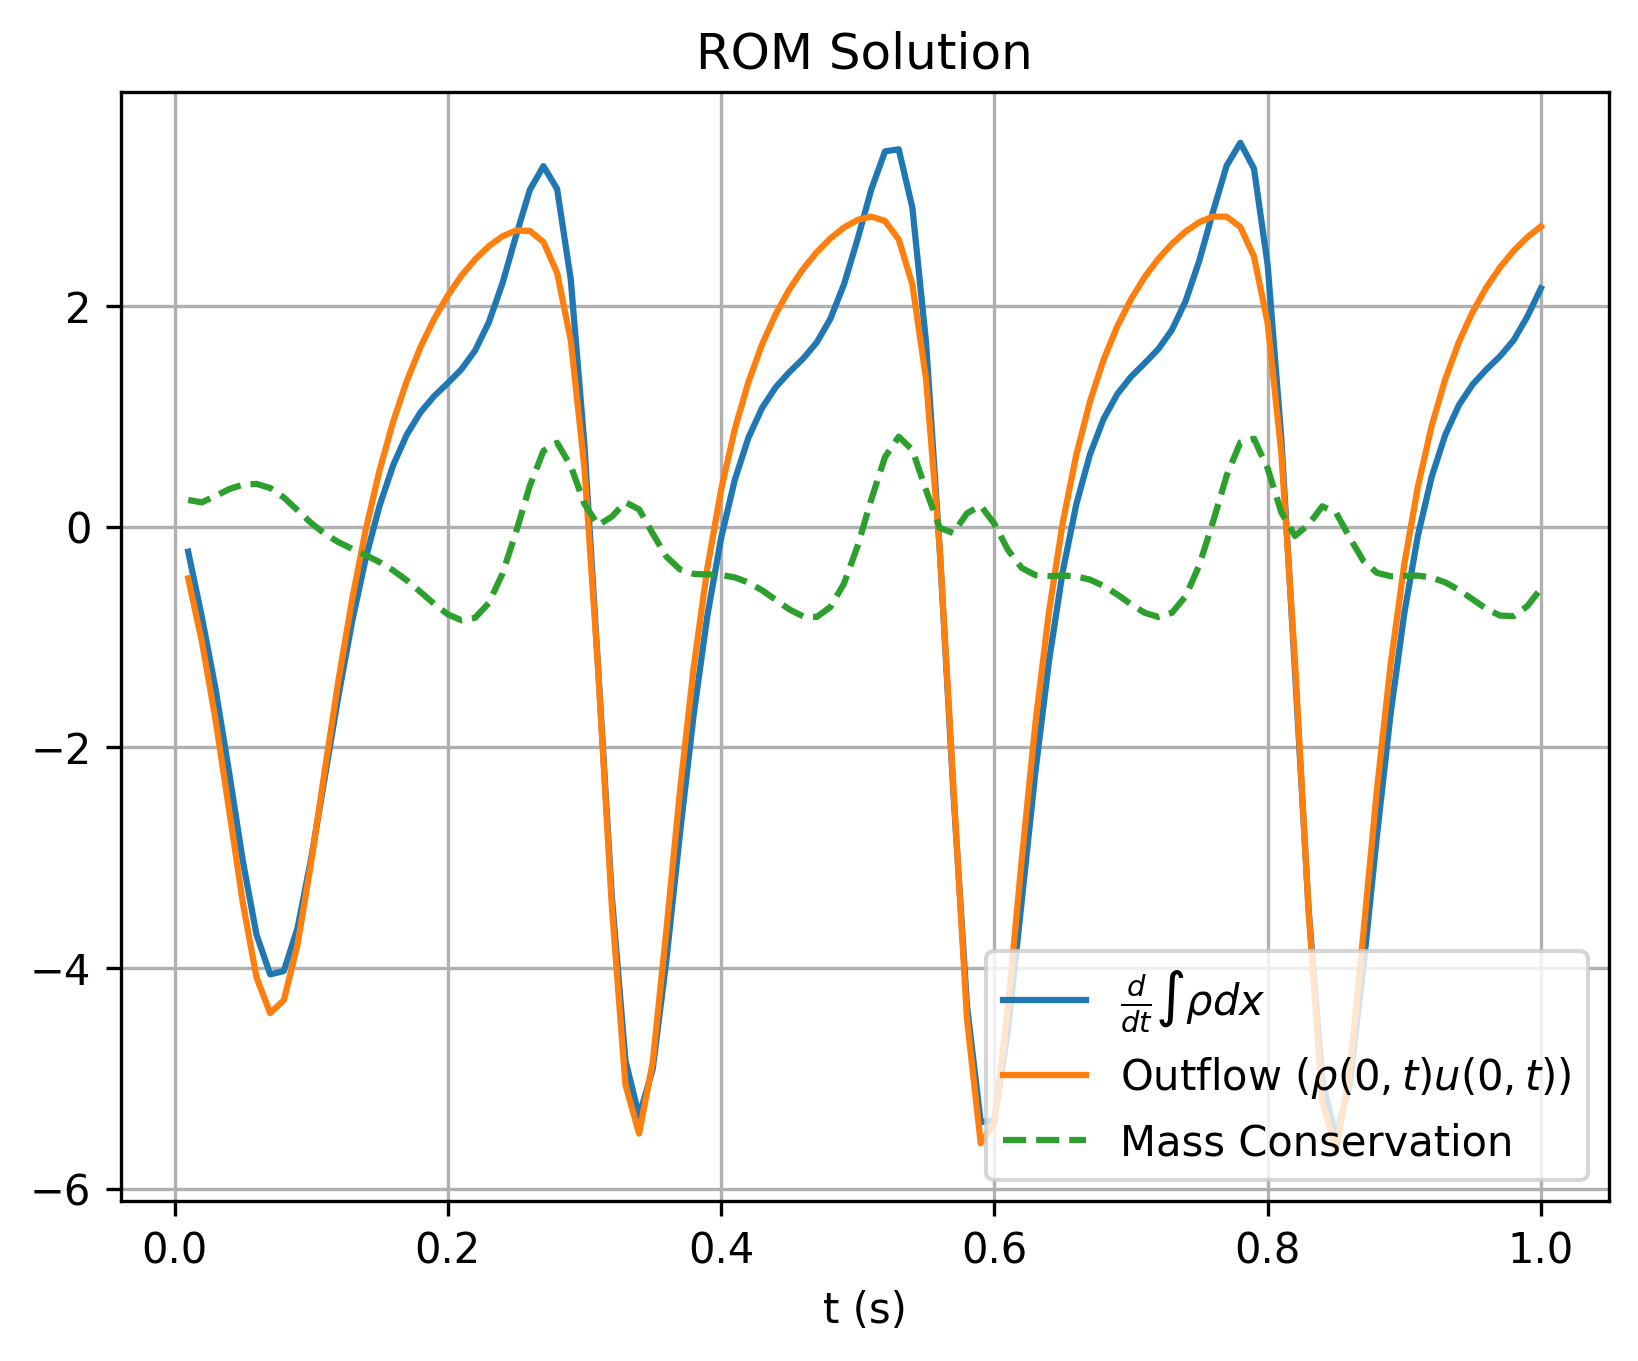 ROM Solution
2
0
−2
−4
−6
d/dt ∫ρdx
Outflow (ρ(0, t)u(0, t))
Mass Conservation
0.0 0.2 0.4 0.6 0.8 1.0
t (s)